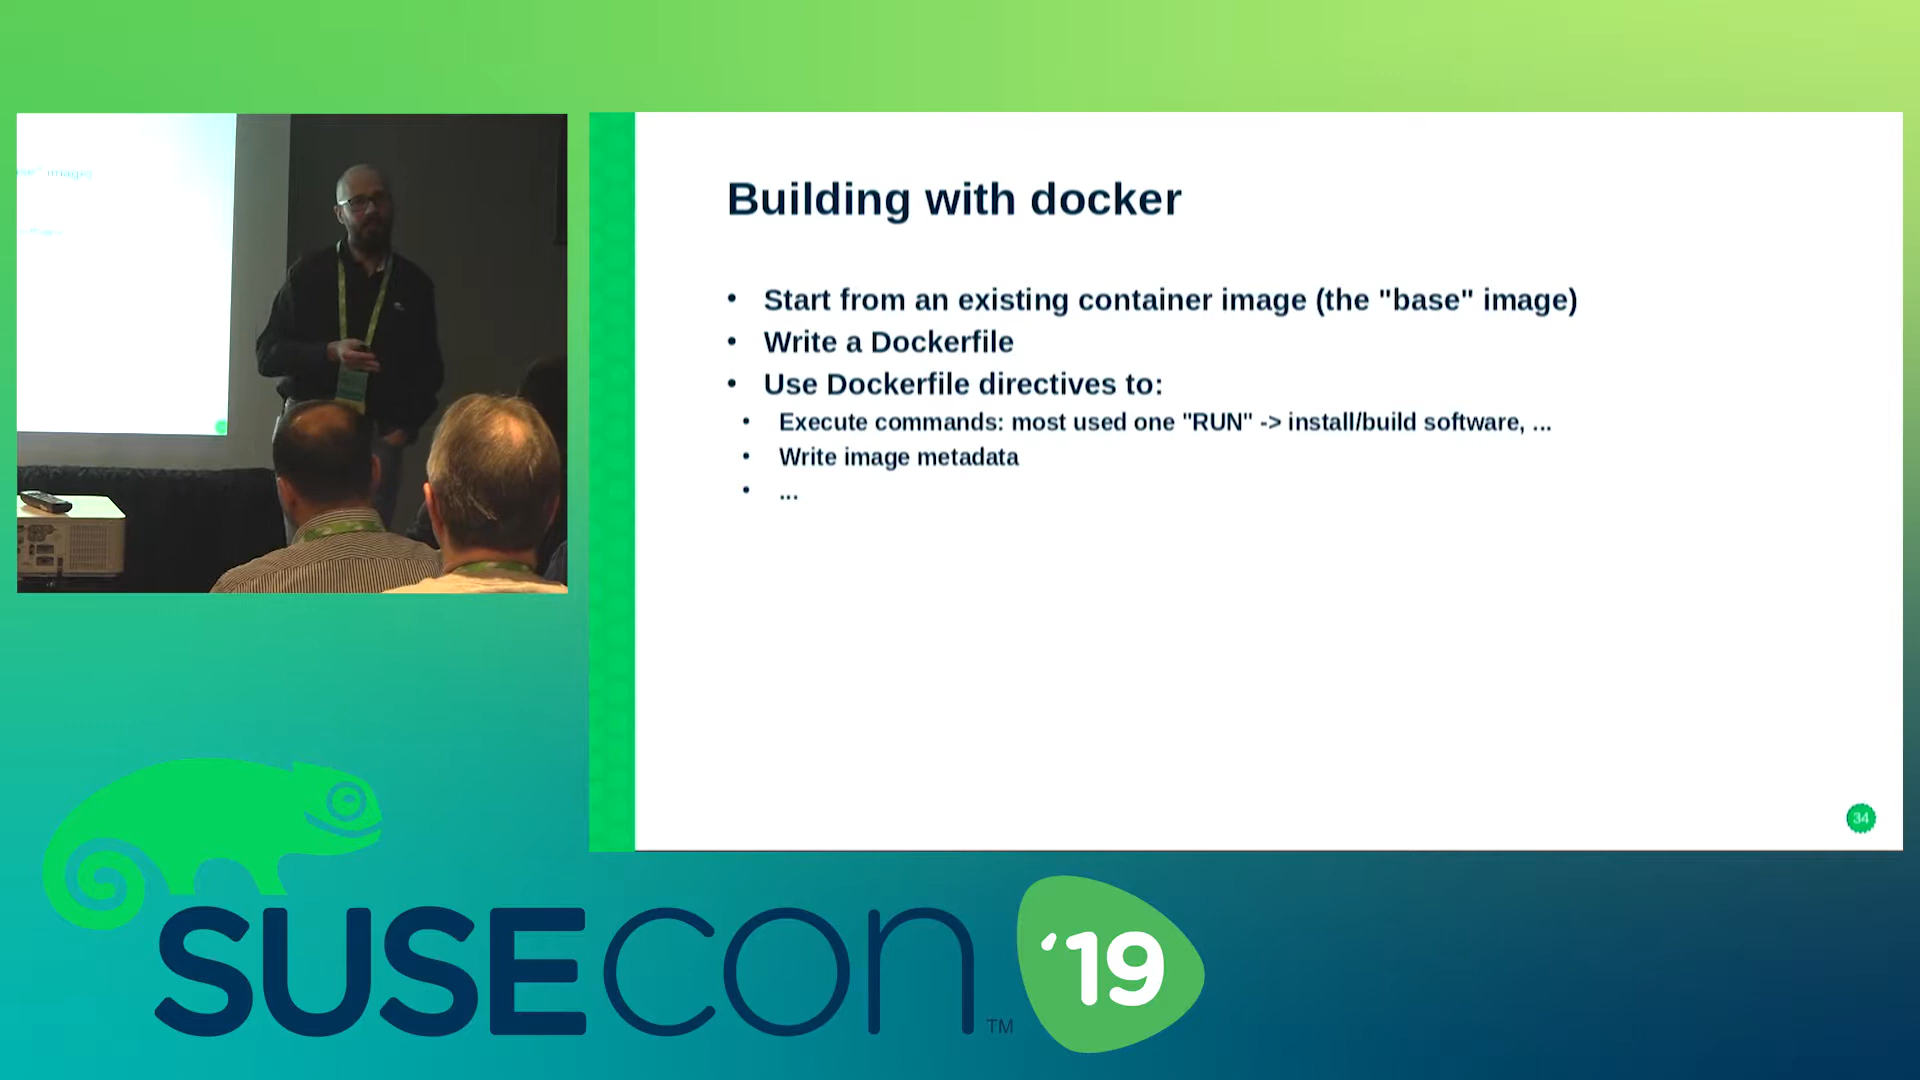 Building with docker
• Start from an existing container image (the "base" image)
• Write a Dockerfile
• Use Dockerfile directives to:
• Execute commands: most used one "RUN" -> install/build software, ...
• Write image metadata
• ...
34
SUSECON TM '19